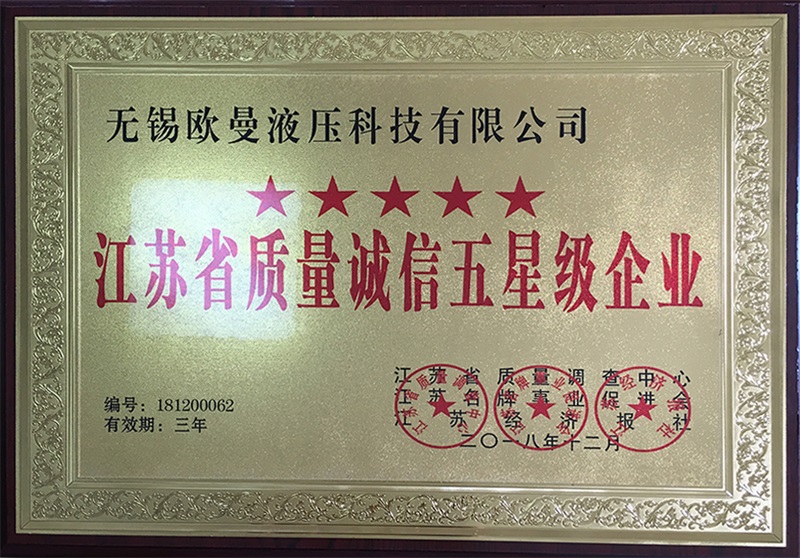 无锡欧曼液压科技有限公司
★★★★★
江苏省质量诚信五星级企业
江苏省质量调查中心
江苏名牌事业促进会
江苏经济报社
二〇一八年十二月
编号：181200062
有效期：三年